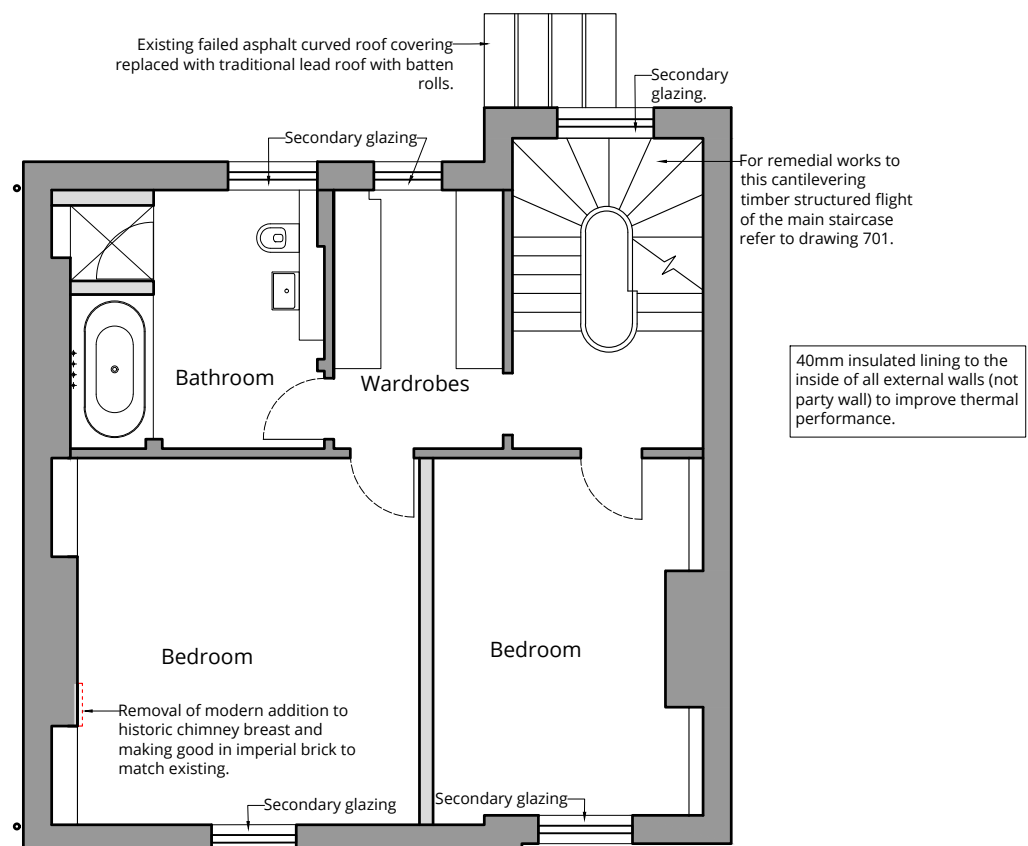 Existing failed asphalt curved roof covering
replaced with traditional lead roof with batten
rolls.
Secondary
glazing.
Secondary glazing
For remedial works to
this cantilevering
timber structured flight
of the main staircase
refer to drawing 701.
40mm insulated lining to the
inside of all external walls (not
party wall) to improve thermal
performance.
Bathroom
Wardrobes
Bedroom
Bedroom
Removal of modern addition to
historic chimney breast and
making good in imperial brick to
match existing.
Secondary glazing
Secondary glazing